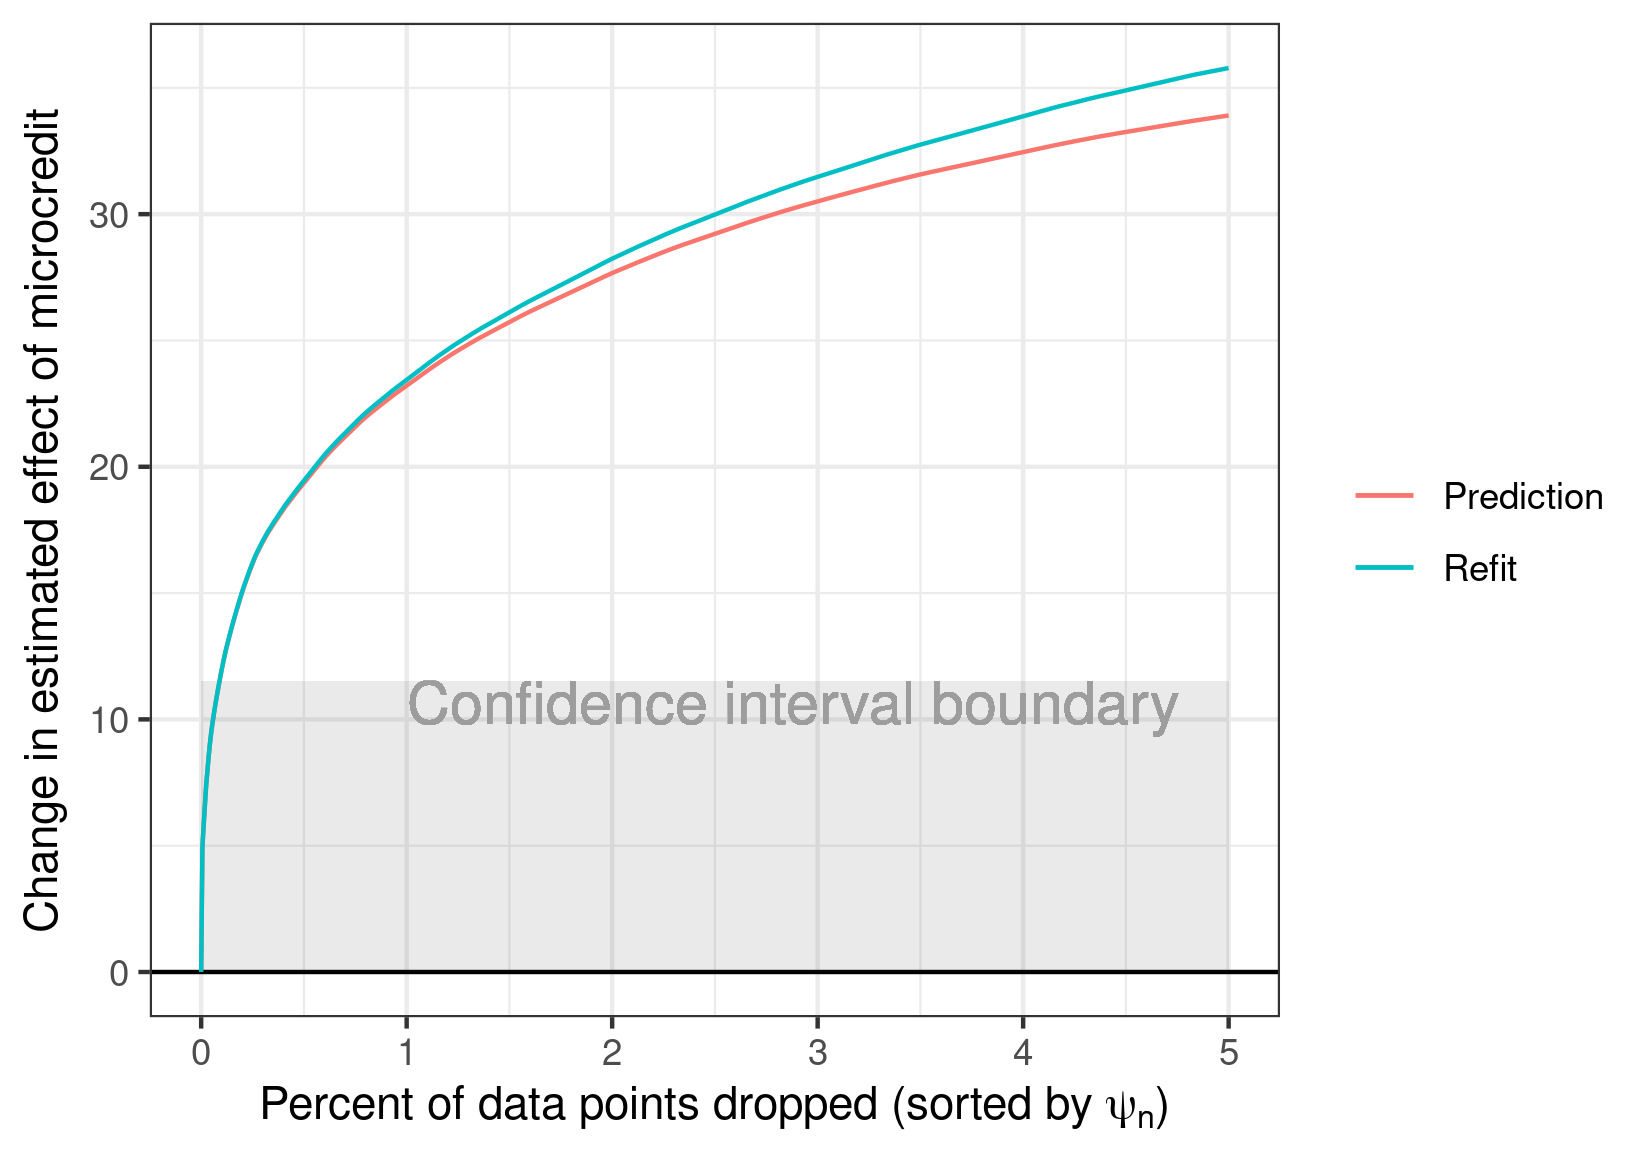 Change in estimated effect of microcredit
30
20
10
0
Confidence interval boundary
0 1 2 3 4 5
Percent of data points dropped (sorted by ψn)
Prediction
Refit